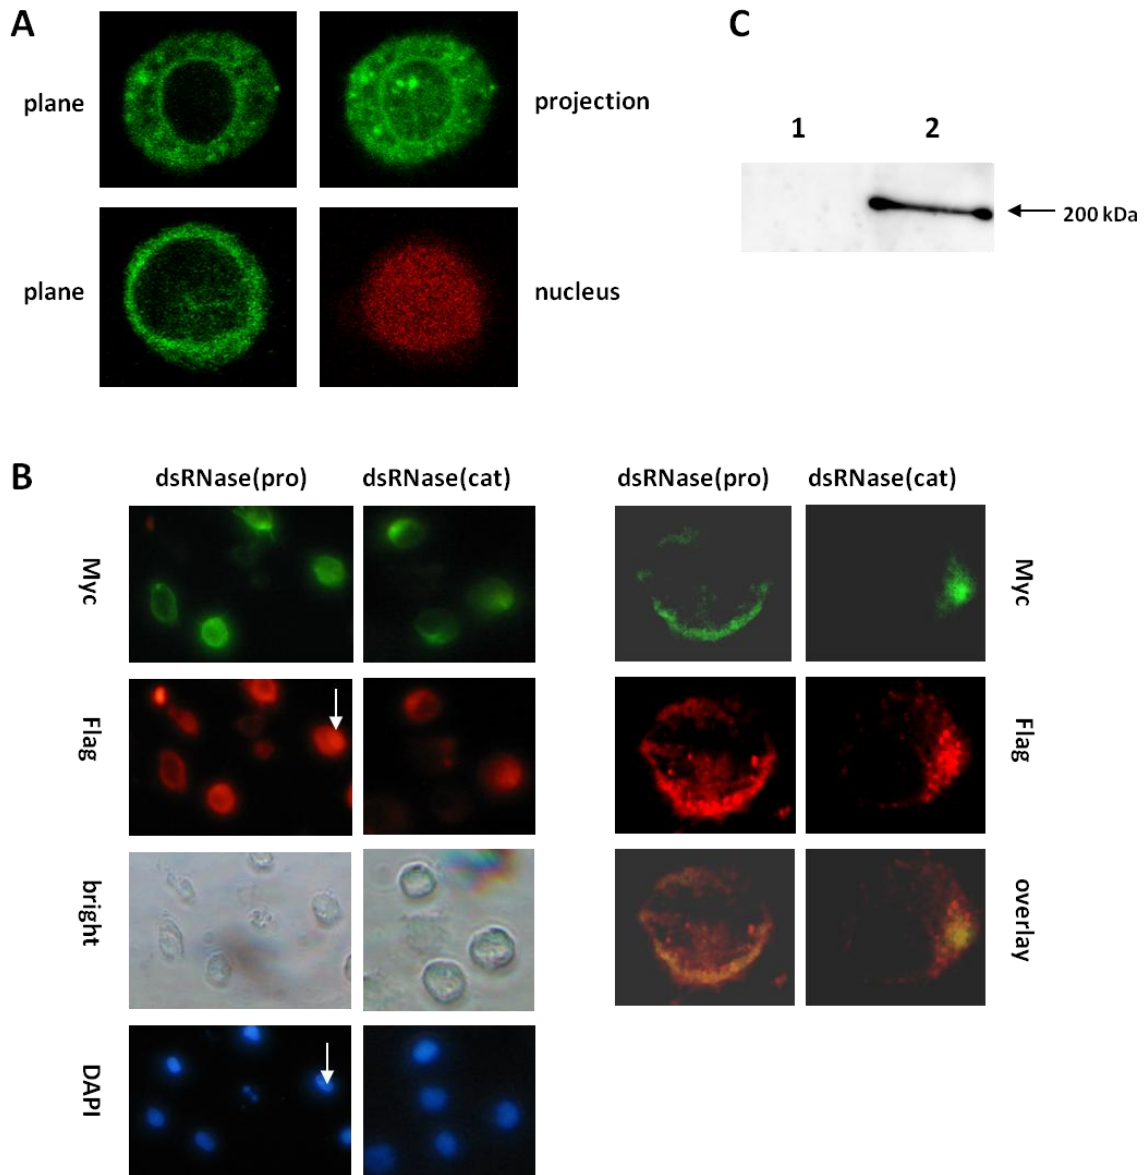 A
C
plane
projection
1 2
200 kDa
plane
nucleus
B
dsRNase(pro) dsRNase(cat) dsRNase(pro) dsRNase(cat)
Myc
Myc
Flag
Flag
bright
overlay
DAPI